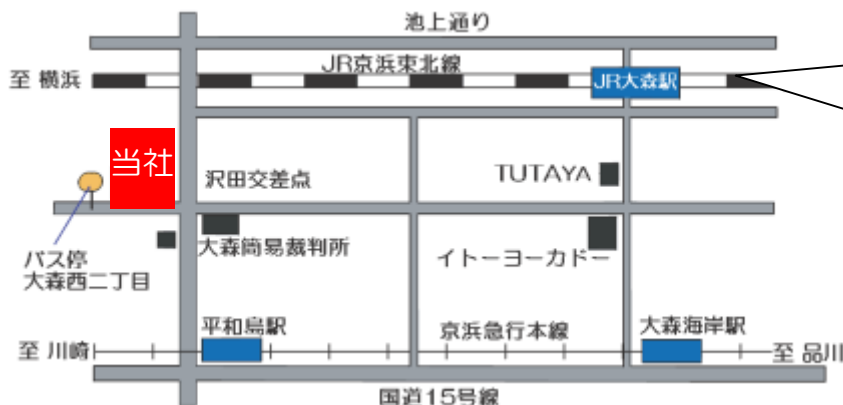 池上通り
JR京浜東北線
至 横浜
JR大森駅
当社
沢田交差点
TUTAYA
バス停
大森西二丁目
大森簡易裁判所
イトーヨーカドー
平和島駅
京浜急行本線
大森海岸駅
至 川崎
至 品川
国道15号線